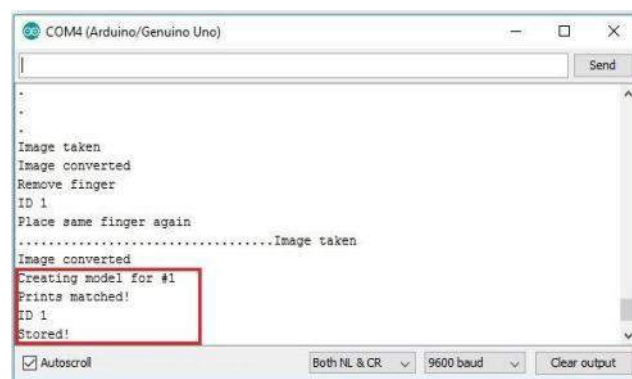 COM4 (Arduino/Genuino Uno)
Send
.
.
.
Image taken
Image converted
Remove finger
ID 1
Place same finger again
.................................Image taken
Image converted
Creating model for #1
Prints matched!
ID 1
Stored!
Autoscroll
Both NL & CR
9600 baud
Clear output